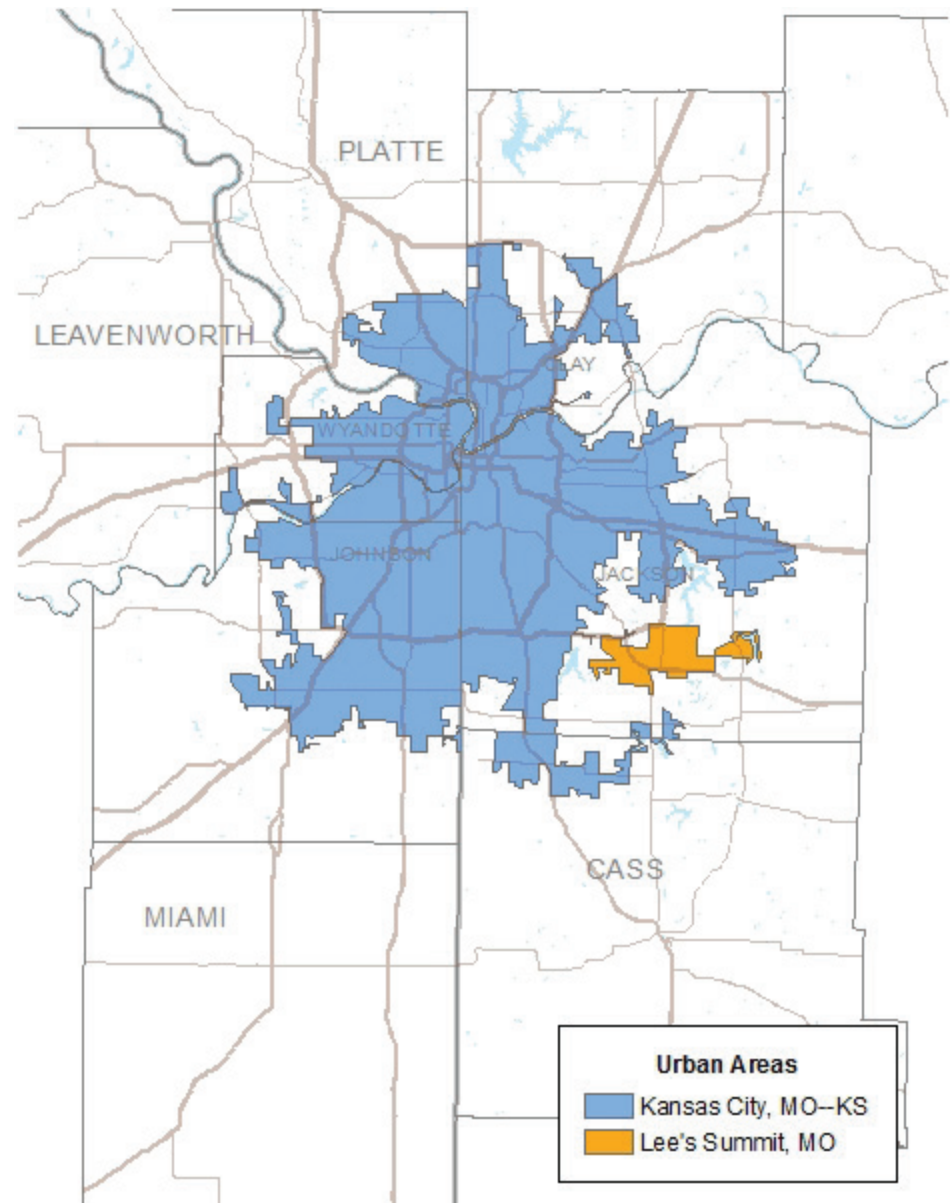 PLATTE
LEAVENWORTH
CLAY
WYANDOTTE
JOHNSON
JACKSON
CASS
MIAMI
Urban Areas
Kansas City, MO--KS
Lee's Summit, MO